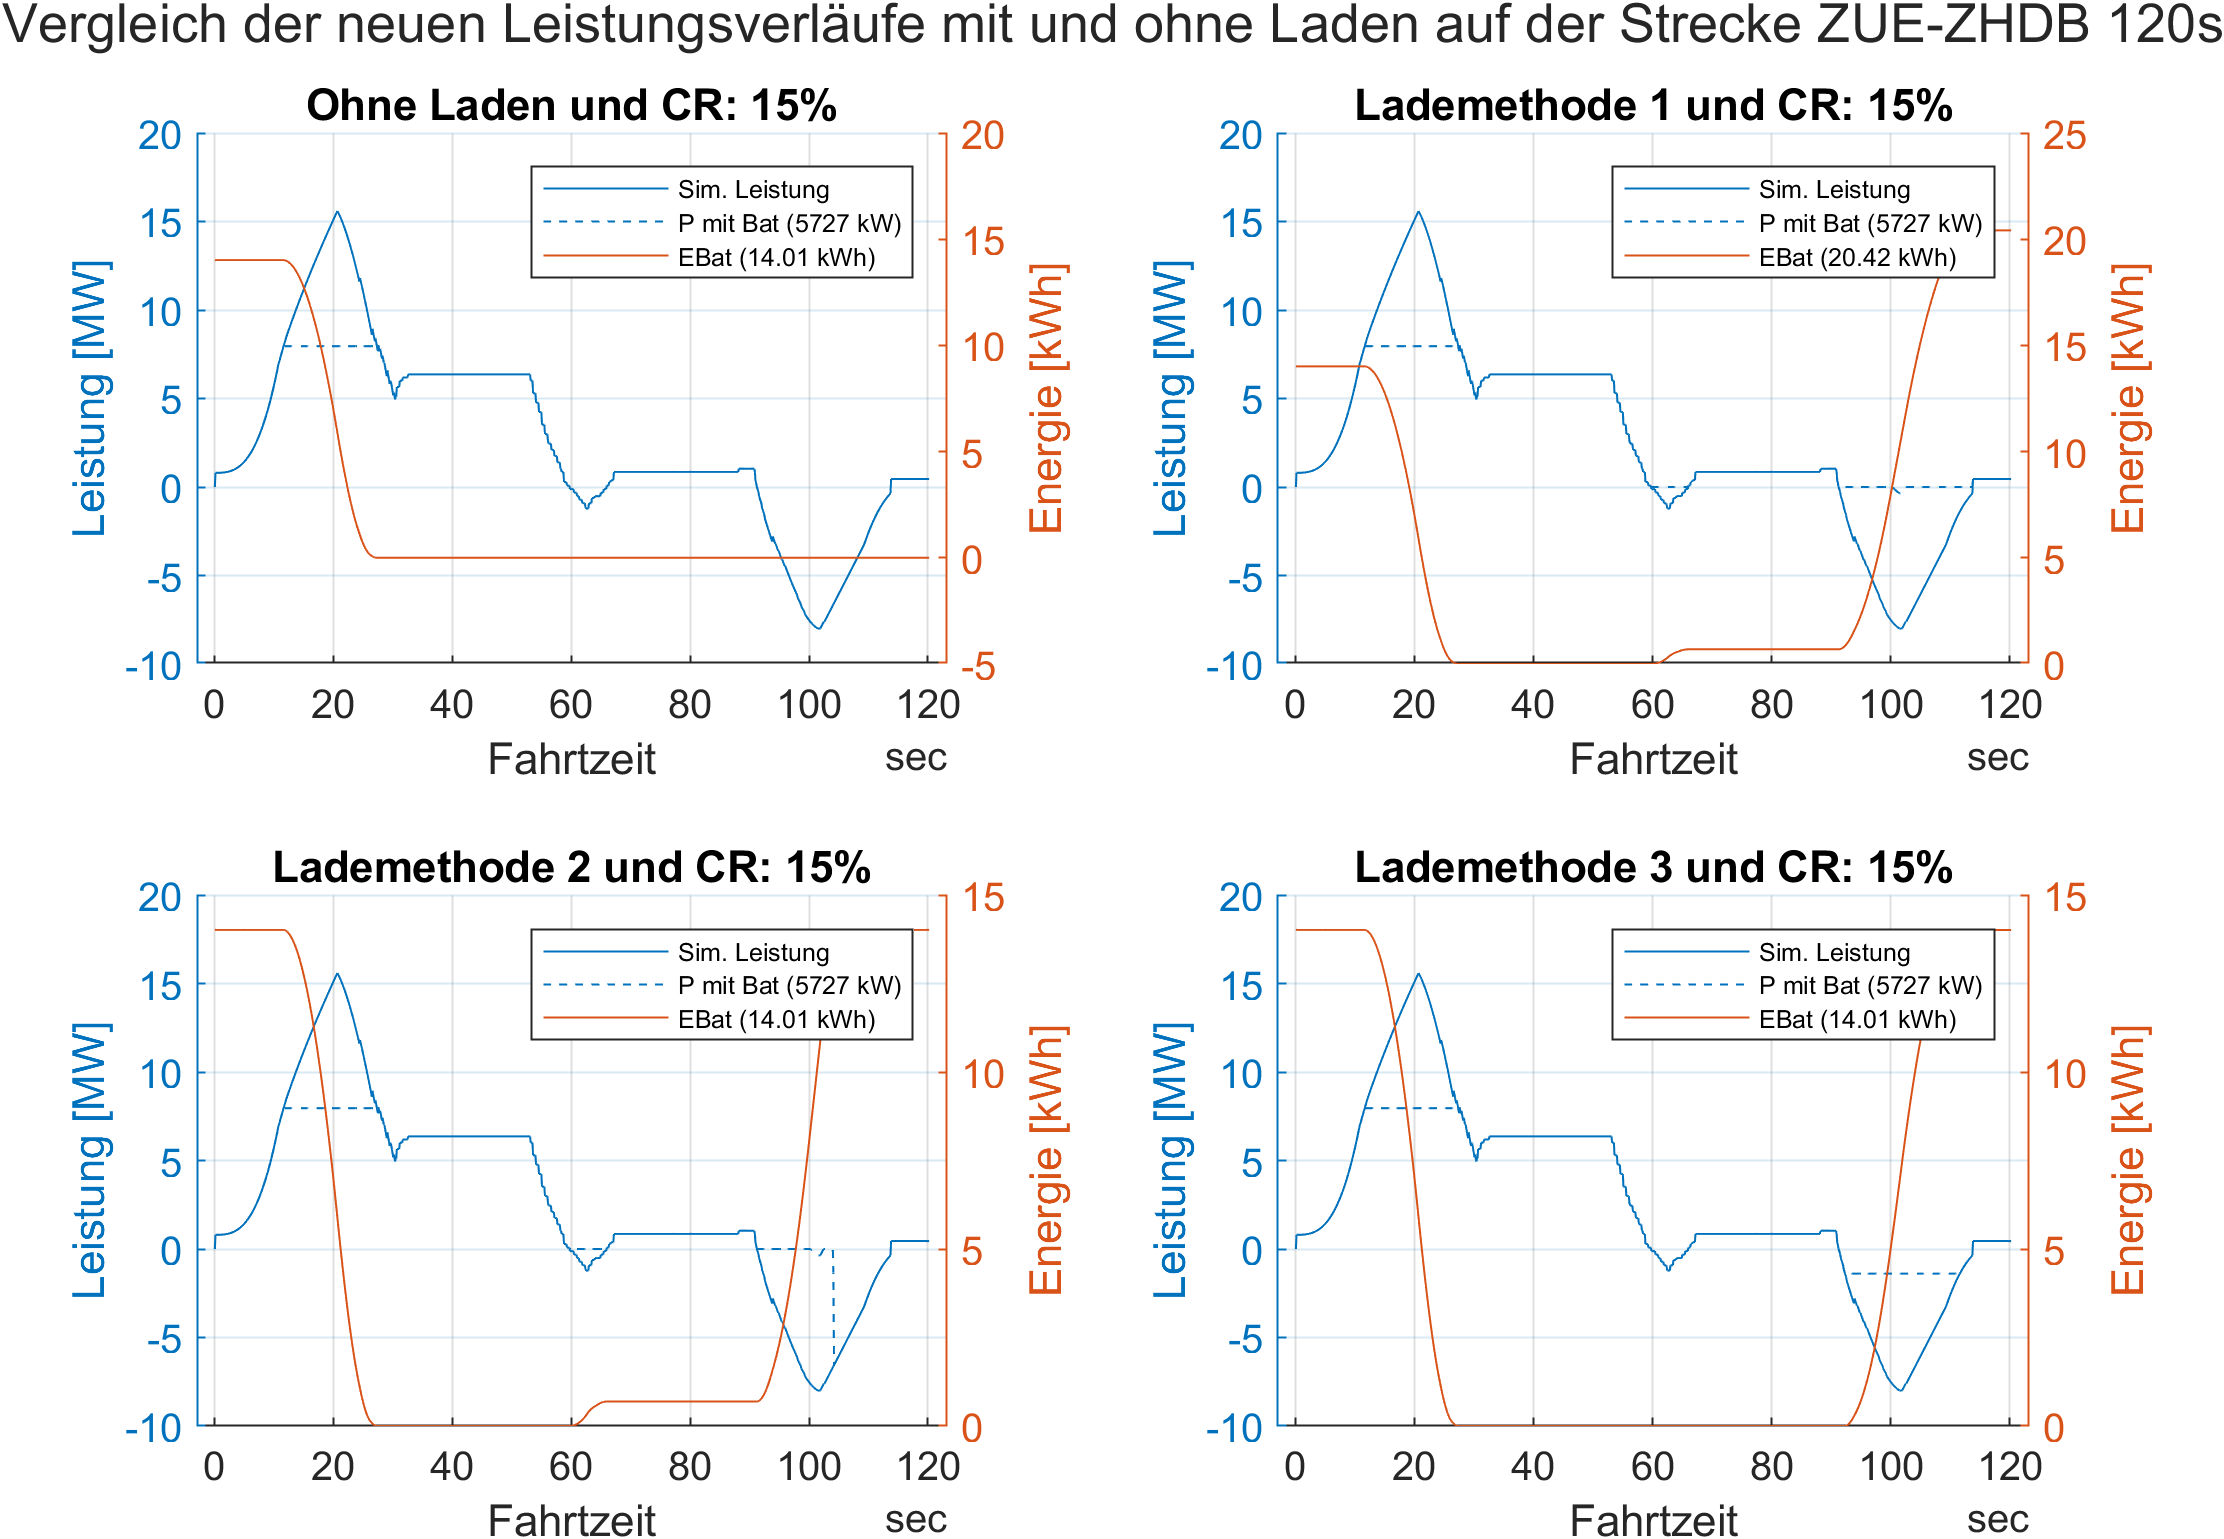 Vergleich der neuen Leistungsverläufe mit und ohne Laden auf der Strecke ZUE-ZHDB 120s
Ohne Laden und CR: 15%
20
15
10
5
0
-5
-10
Leistung [MW]
20
15
10
5
0
-5
Energie [kWh]
Sim. Leistung
P mit Bat (5727 kW)
EBat (14.01 kWh)
0 20 40 60 80 100 120
Fahrtzeit sec
Lademethode 1 und CR: 15%
20
15
10
5
0
-5
-10
Leistung [MW]
25
20
15
10
5
0
Energie [kWh]
Sim. Leistung
P mit Bat (5727 kW)
EBat (20.42 kWh)
0 20 40 60 80 100 120
Fahrtzeit sec
Lademethode 2 und CR: 15%
20
15
10
5
0
-5
-10
Leistung [MW]
15
10
5
0
Energie [kWh]
Sim. Leistung
P mit Bat (5727 kW)
EBat (14.01 kWh)
0 20 40 60 80 100 120
Fahrtzeit sec
Lademethode 3 und CR: 15%
20
15
10
5
0
-5
-10
Leistung [MW]
15
10
5
0
Energie [kWh]
Sim. Leistung
P mit Bat (5727 kW)
EBat (14.01 kWh)
0 20 40 60 80 100 120
Fahrtzeit sec